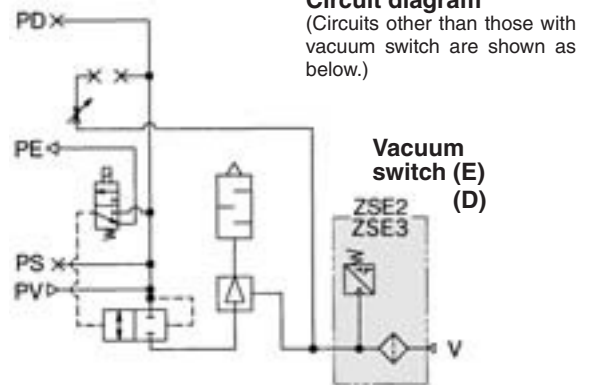 Circuit diagram
(Circuits other than those with
vacuum switch are shown as
below.)
PD
PE
Vacuum
switch (E)
(D)
ZSE2
ZSE3
PS
PV
V